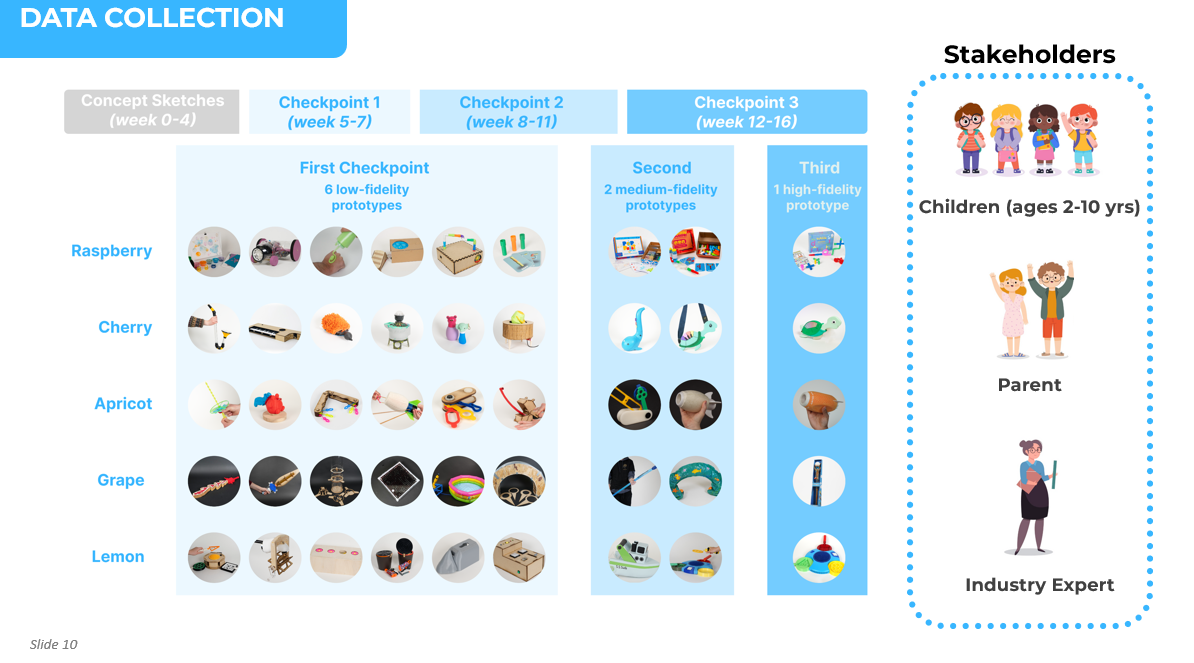 DATA COLLECTION
Stakeholders
Concept Sketches
(week 0-4)
Checkpoint 1
(week 5-7)
Checkpoint 2
(week 8-11)
Checkpoint 3
(week 12-16)
First Checkpoint
6 low-fidelity
prototypes
Second
2 medium-fidelity
prototypes
Third
1 high-fidelity
prototype
Raspberry
Cherry
Apricot
Grape
Lemon
Children (ages 2-10 yrs)
Parent
Industry Expert
Slide 10